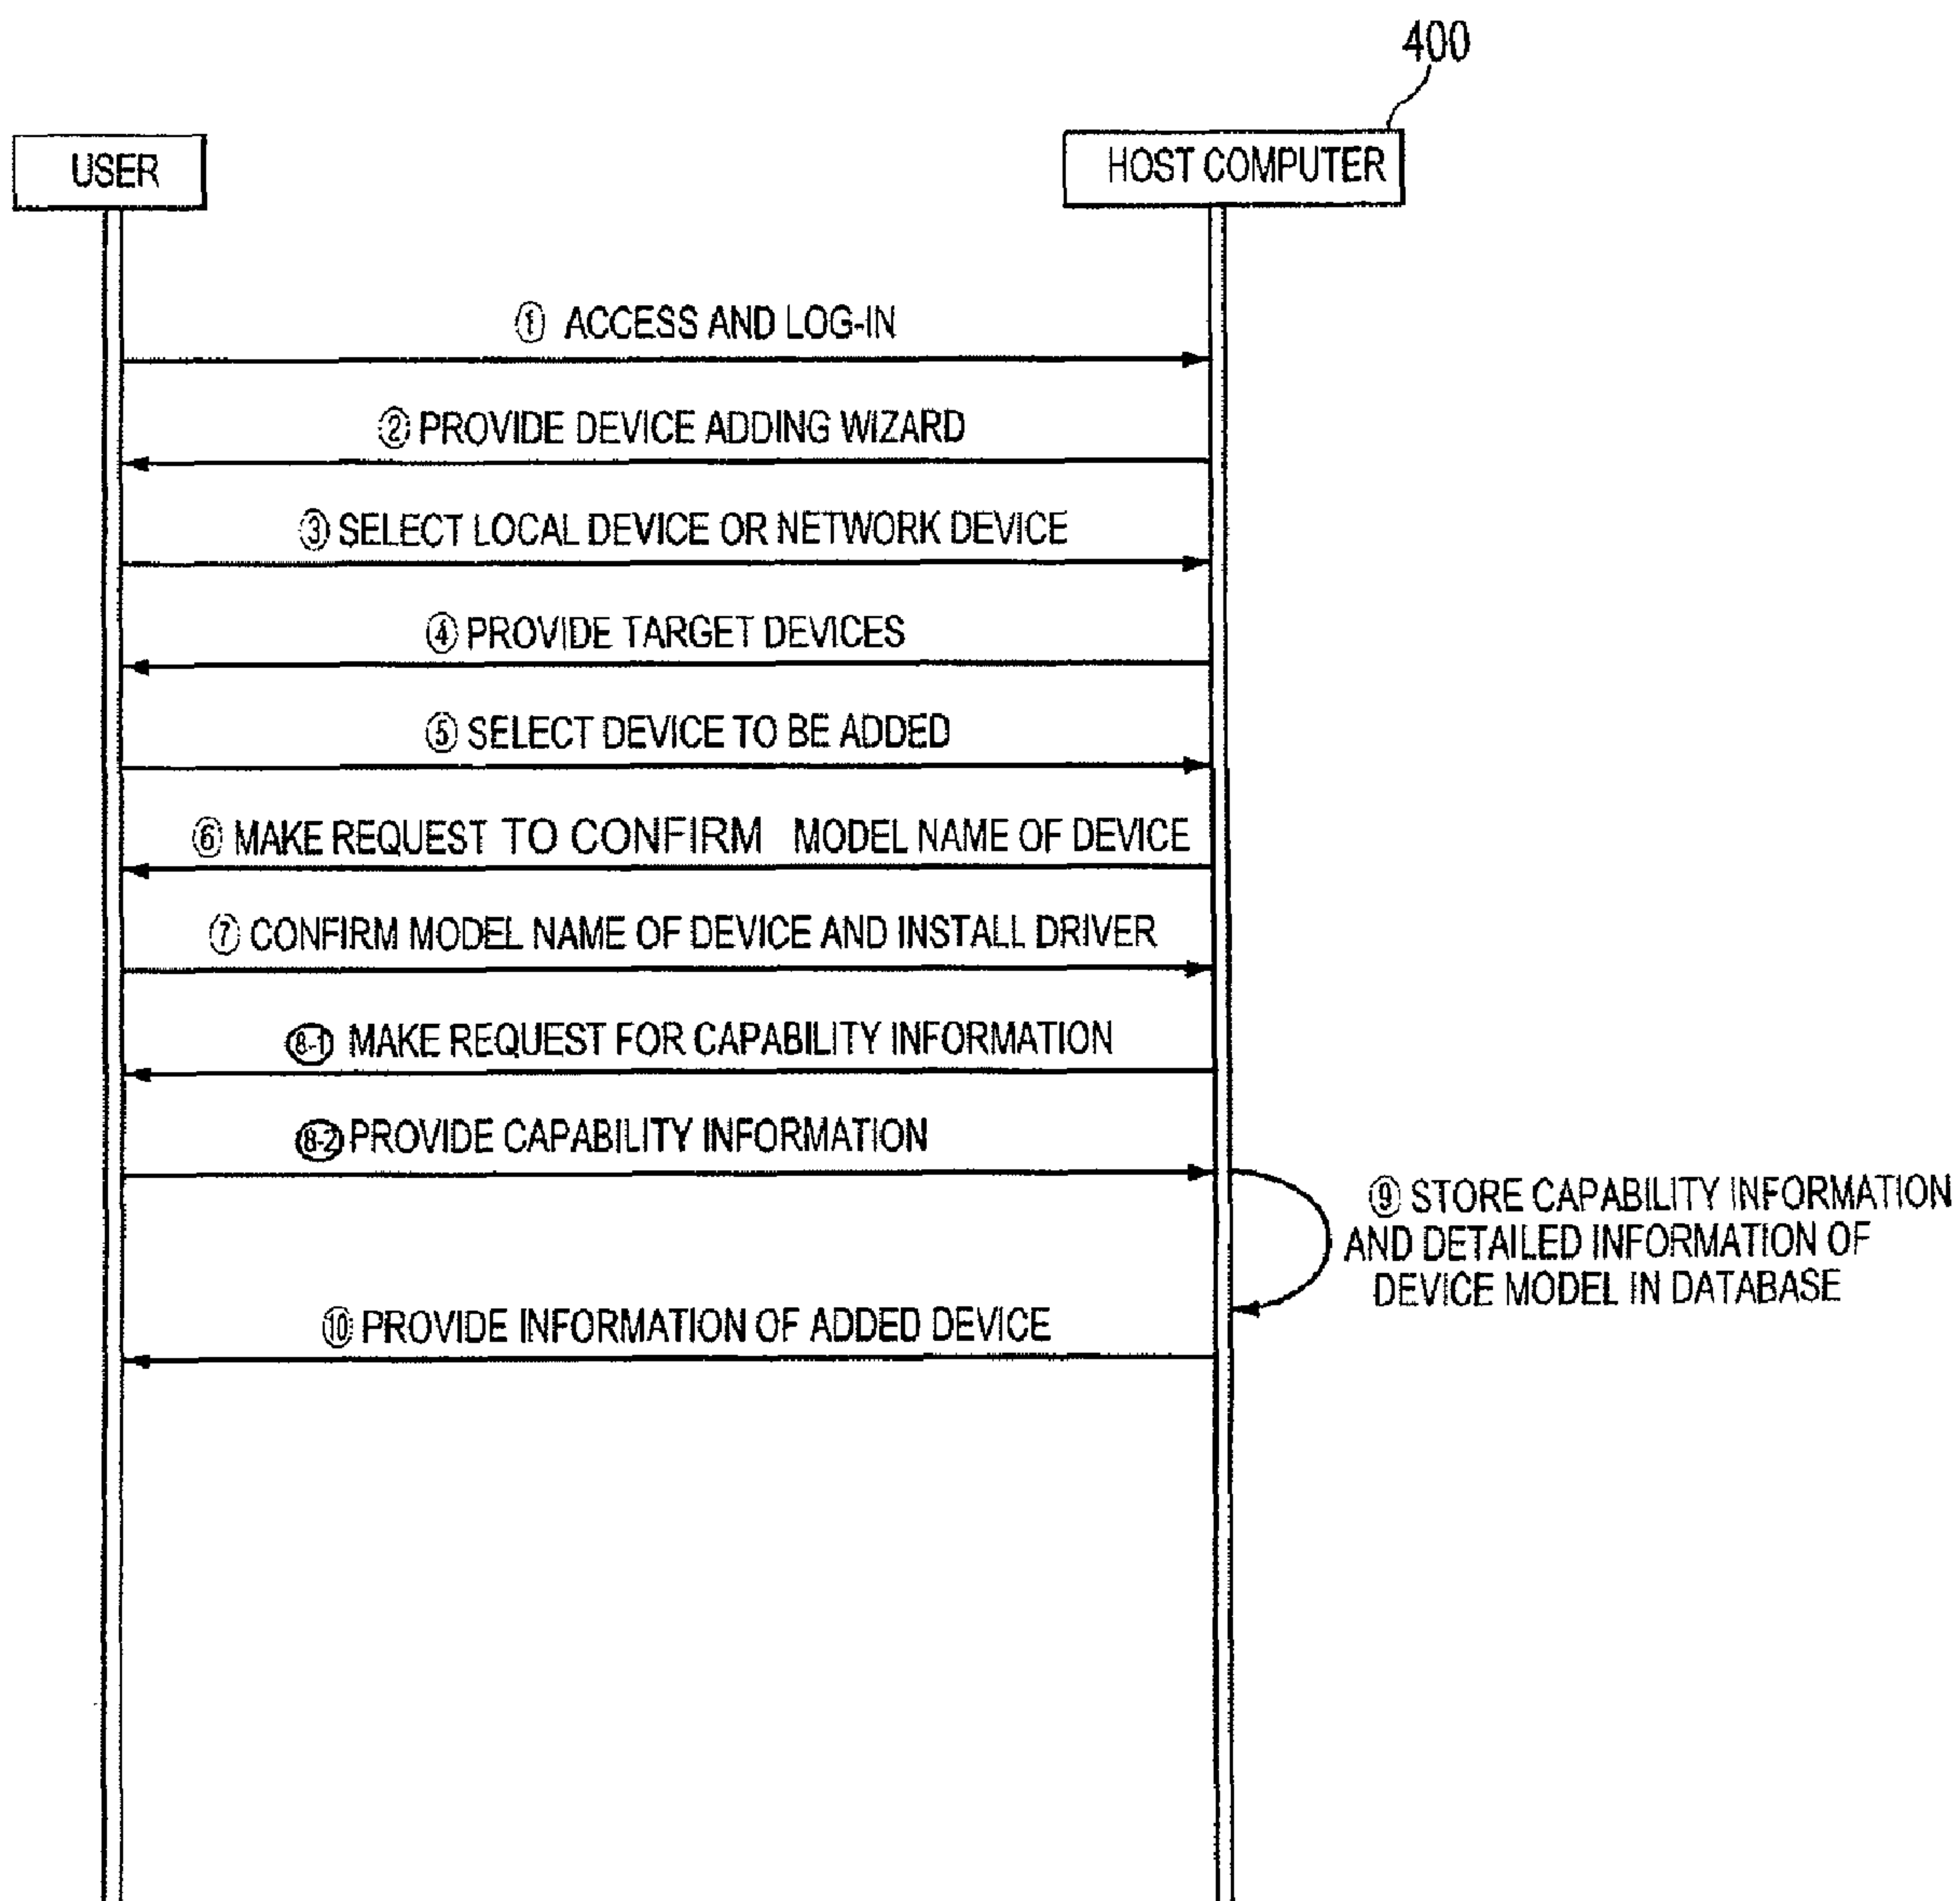 400
USER
HOST COMPUTER
① ACCESS AND LOG-IN
② PROVIDE DEVICE ADDING WIZARD
③ SELECT LOCAL DEVICE OR NETWORK DEVICE
④ PROVIDE TARGET DEVICES
⑤ SELECT DEVICE TO BE ADDED
⑥ MAKE REQUEST TO CONFIRM MODEL NAME OF DEVICE
⑦ CONFIRM MODEL NAME OF DEVICE AND INSTALL DRIVER
8-1 MAKE REQUEST FOR CAPABILITY INFORMATION
8-2 PROVIDE CAPABILITY INFORMATION
⑨ STORE CAPABILITY INFORMATION
AND DETAILED INFORMATION OF
DEVICE MODEL IN DATABASE
⑩ PROVIDE INFORMATION OF ADDED DEVICE